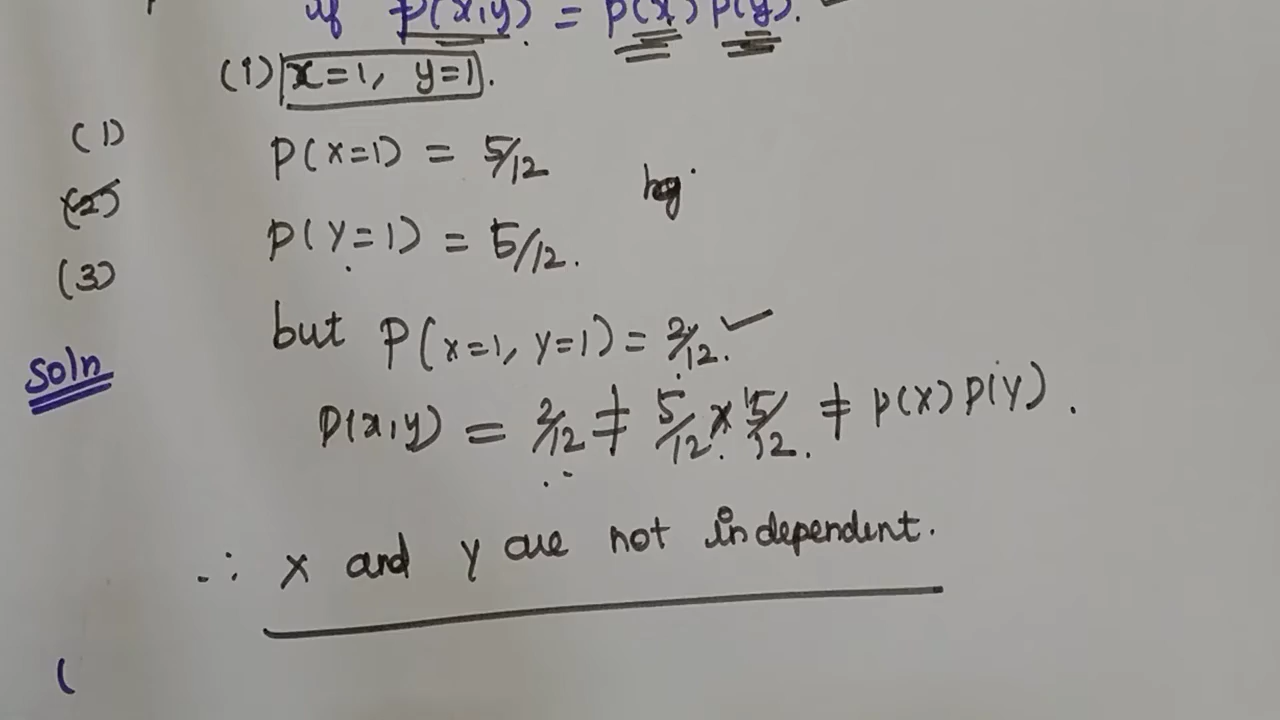 if p(x,y) = p(x) p(y).
(i) x=1, y=1.
(1)
P(x=1) = 5/12
(2)
P(Y=1) = 5/12.
(3)
but P(x=1, Y=1) = 2/12.
Soln
P(x,y) = 2/12 ≠ 5/12 × 5/12. ≠ p(x) p(Y).
∴ x and y are not independent.
(